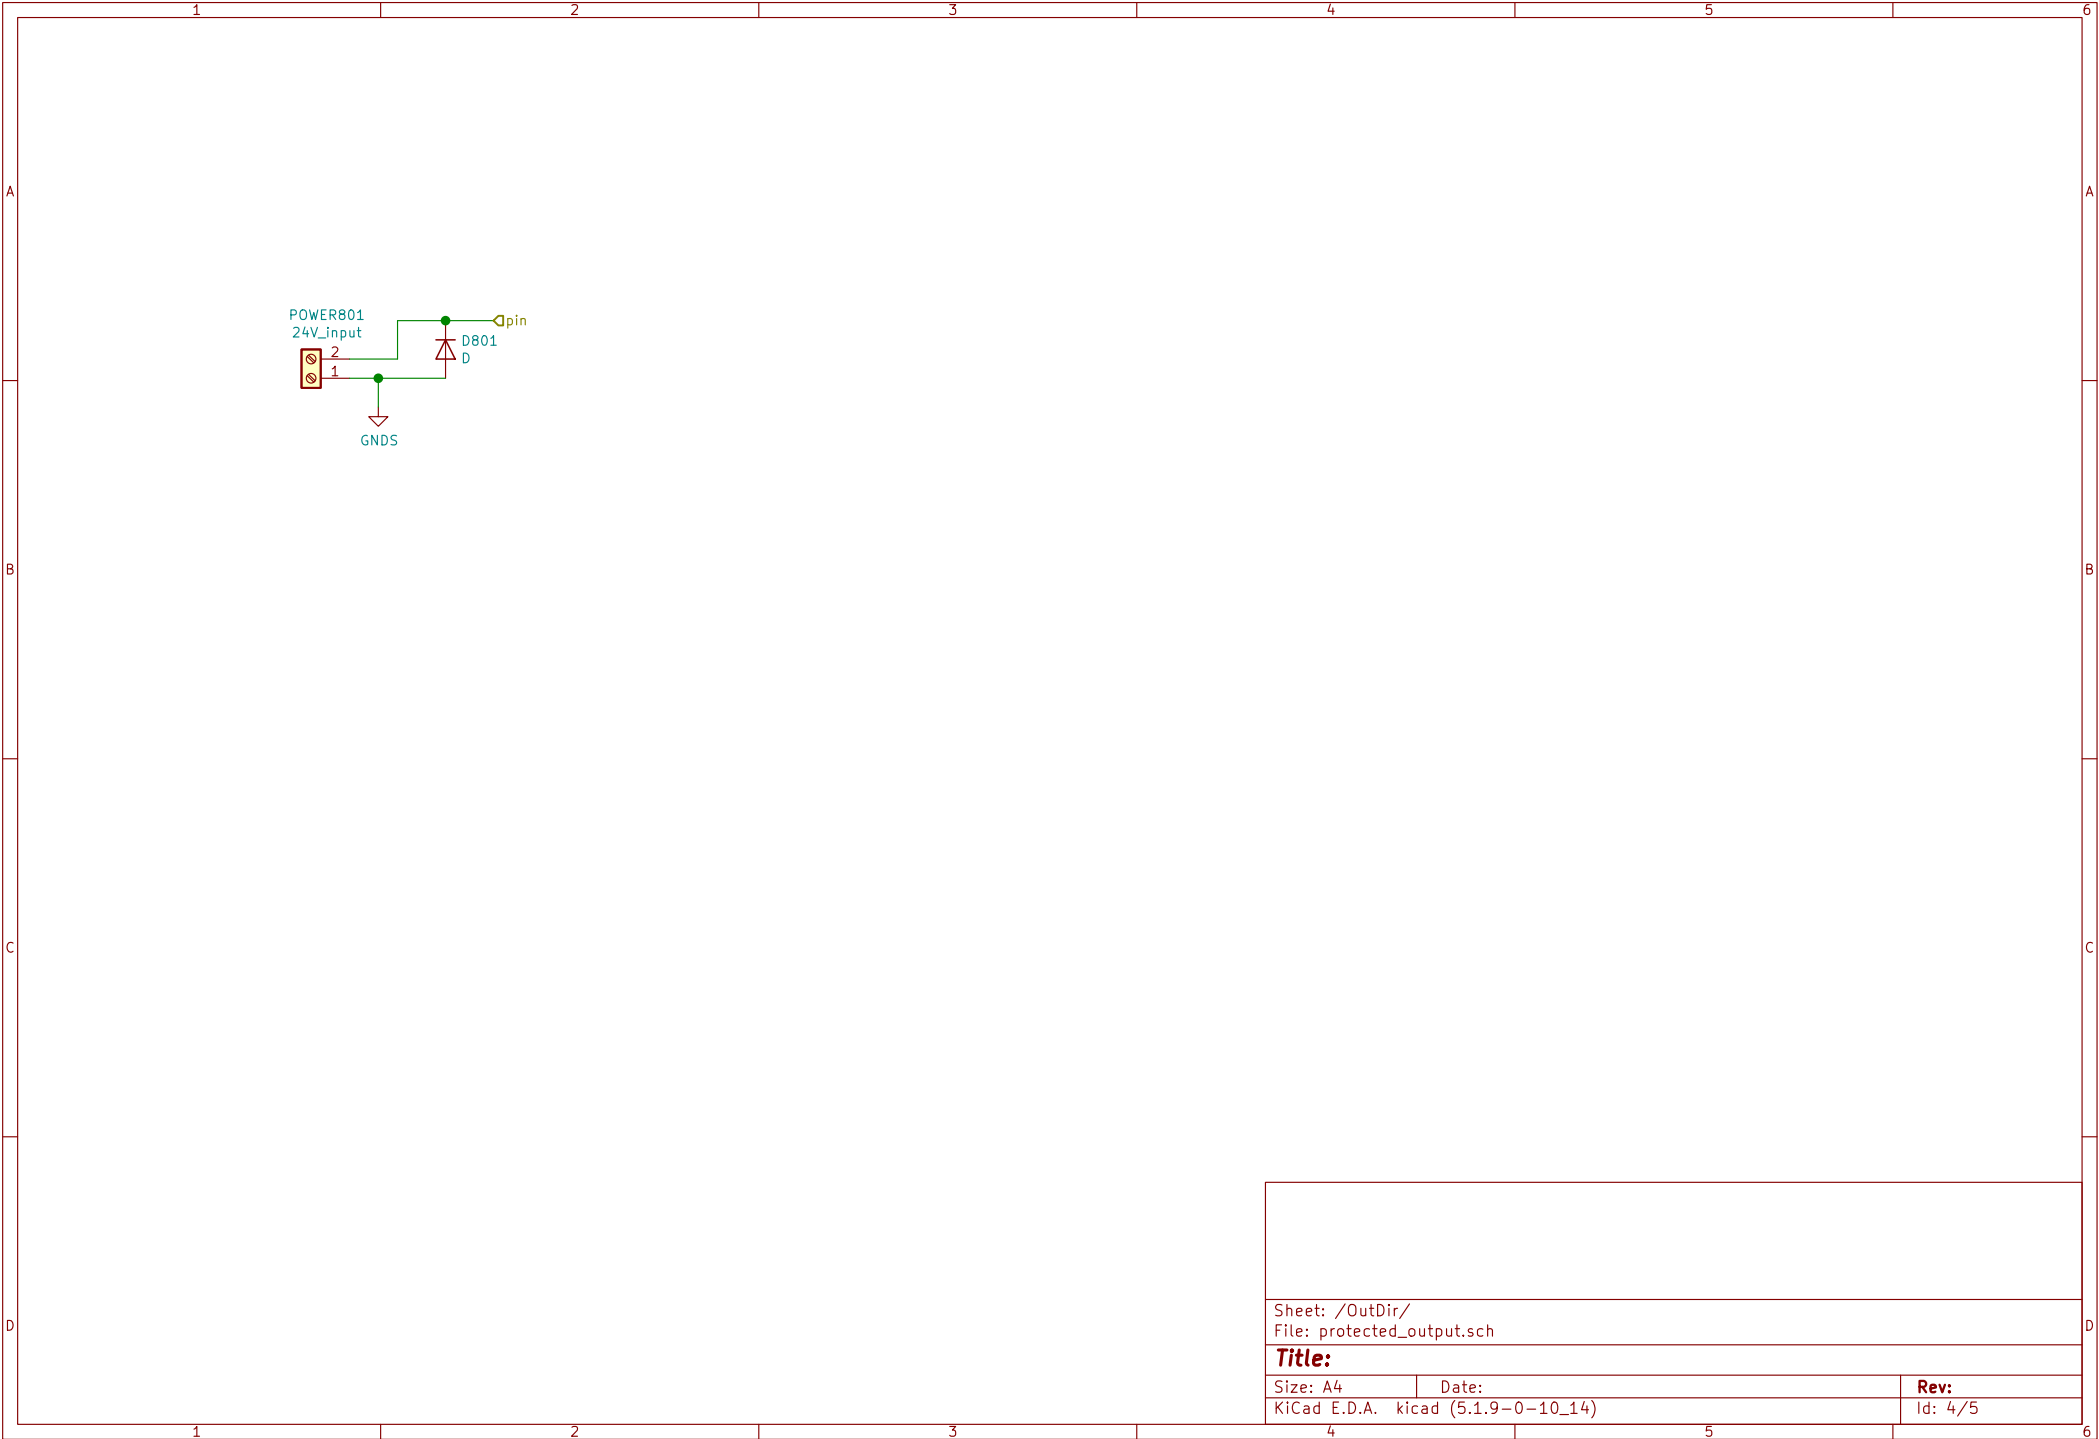 1 2 3 4 5 6
A A
POWER801
24V_input
pin
D801
D
2
1
GNDS
B B
C C
Sheet: /OutDir/
File: protected_output.sch
D D
Title:
Size: A4 Date: Rev:
KiCad E.D.A. kicad (5.1.9-0-10_14) Id: 4/5
1 2 3 4 5 6